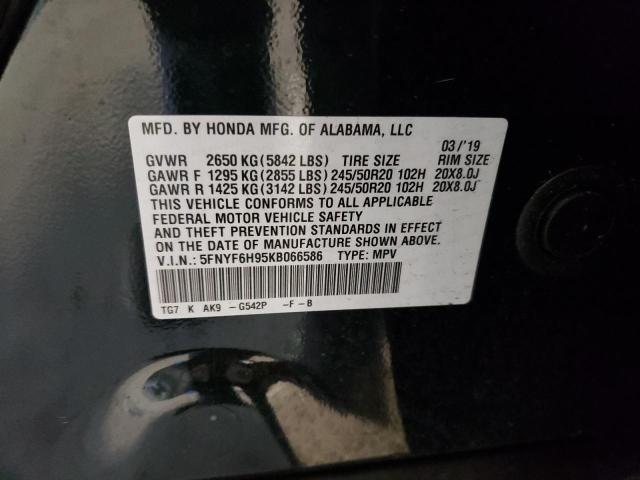 MFD. BY HONDA MFG. OF ALABAMA, LLC
03/'19
GVWR 2650 KG(5842 LBS) TIRE SIZE RIM SIZE
GAWR F 1295 KG(2855 LBS) 245/50R20 102H 20X8.0J
GAWR R 1425 KG(3142 LBS) 245/50R20 102H 20X8.0J
THIS VEHICLE CONFORMS TO ALL APPLICABLE
FEDERAL MOTOR VEHICLE SAFETY
AND THEFT PREVENTION STANDARDS IN EFFECT
ON THE DATE OF MANUFACTURE SHOWN ABOVE.
V.I.N.: 5FNYF6H95KB066586 TYPE: MPV
TG7 K AK9 -G542P -F-B